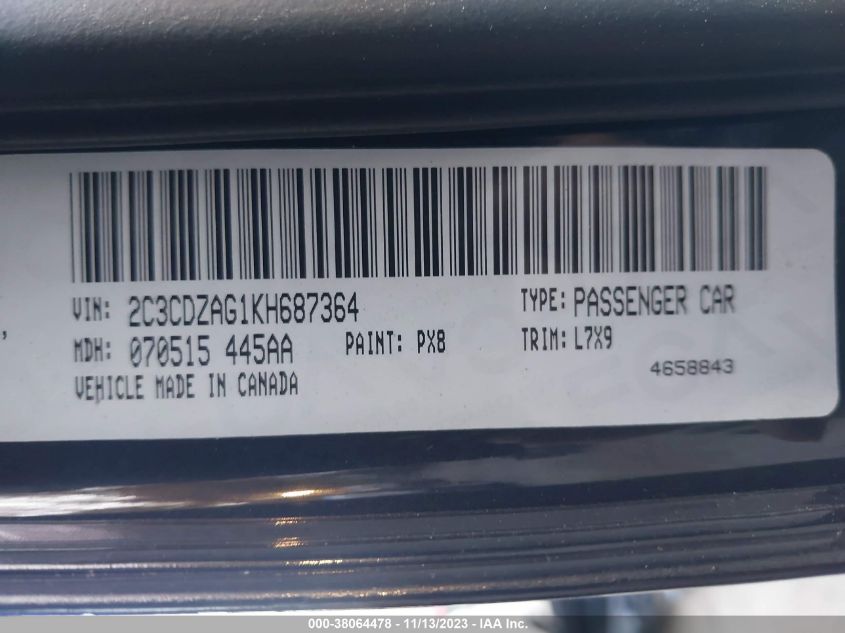 VIN: 2C3CDZAG1KH687364 TYPE: PASSENGER CAR
MDH: 070515 445AA PAINT: PX8 TRIM: L7X9
VEHICLE MADE IN CANADA 4658843
000-38064478 - 11/13/2023 - IAAI Inc.